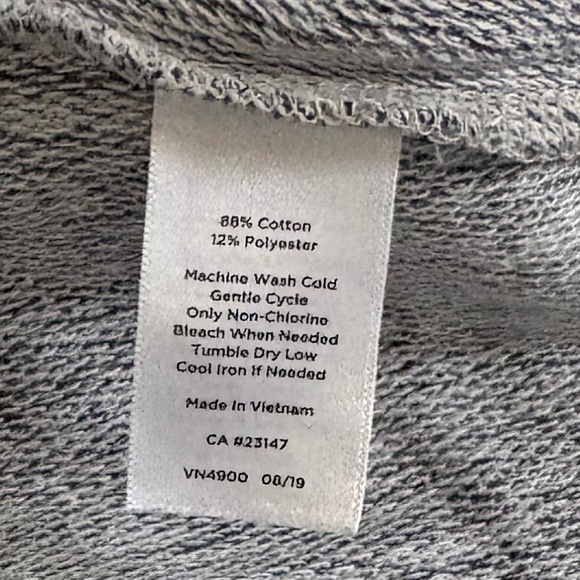 88% Cotton
12% Polyester
Machine Wash Cold
Gentle Cycle
Only Non-Chlorine
Bleach When Needed
Tumble Dry Low
Cool Iron If Needed
Made In Vietnam
CA #23147
VN4900 08/19